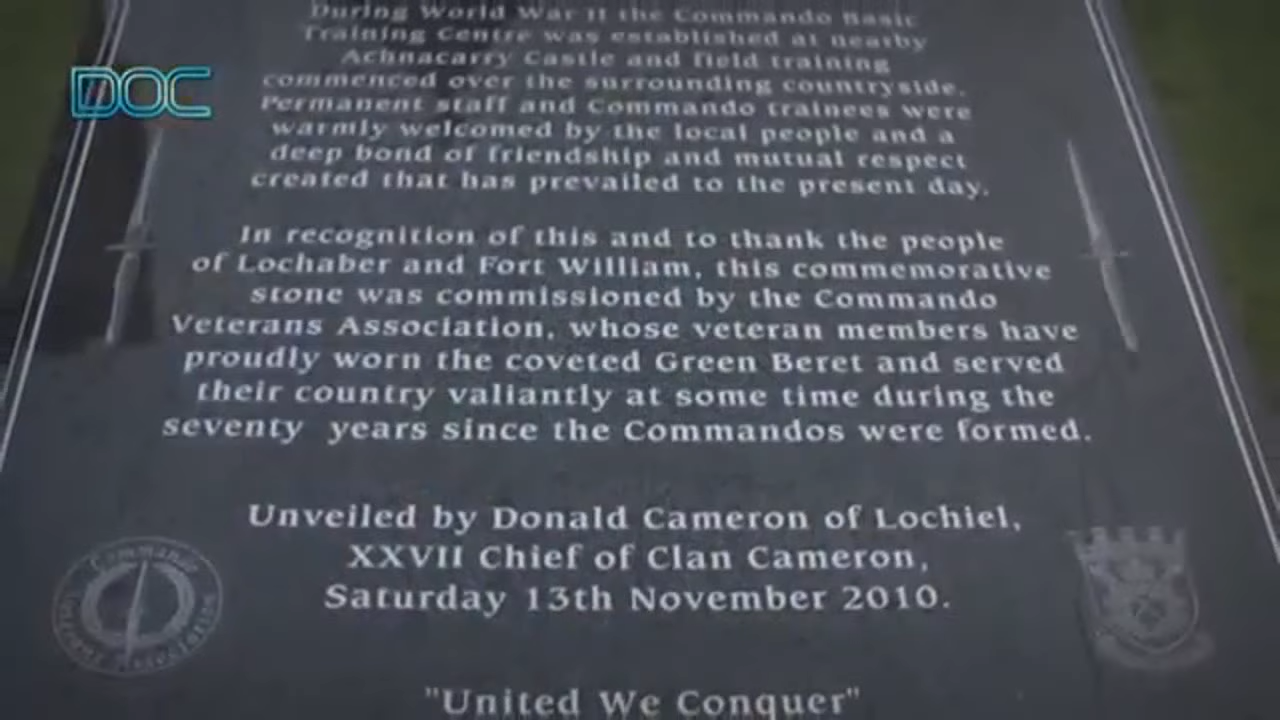 During World War II the Commando Basic
Training Centre was established at nearby
Achnacarry Castle and field training
commenced over the surrounding countryside.
Permanent staff and Commando trainees were
warmly welcomed by the local people and a
deep bond of friendship and mutual respect
created that has prevailed to the present day.
In recognition of this and to thank the people
of Lochaber and Fort William, this commemorative
stone was commissioned by the Commando
Veterans Association, whose veteran members have
proudly worn the coveted Green Beret and served
their country valiantly at some time during the
seventy years since the Commandos were formed.
Unveiled by Donald Cameron of Lochiel,
XXVII Chief of Clan Cameron,
Saturday 13th November 2010.
"United We Conquer"
DOC
Commando
Veterans Association